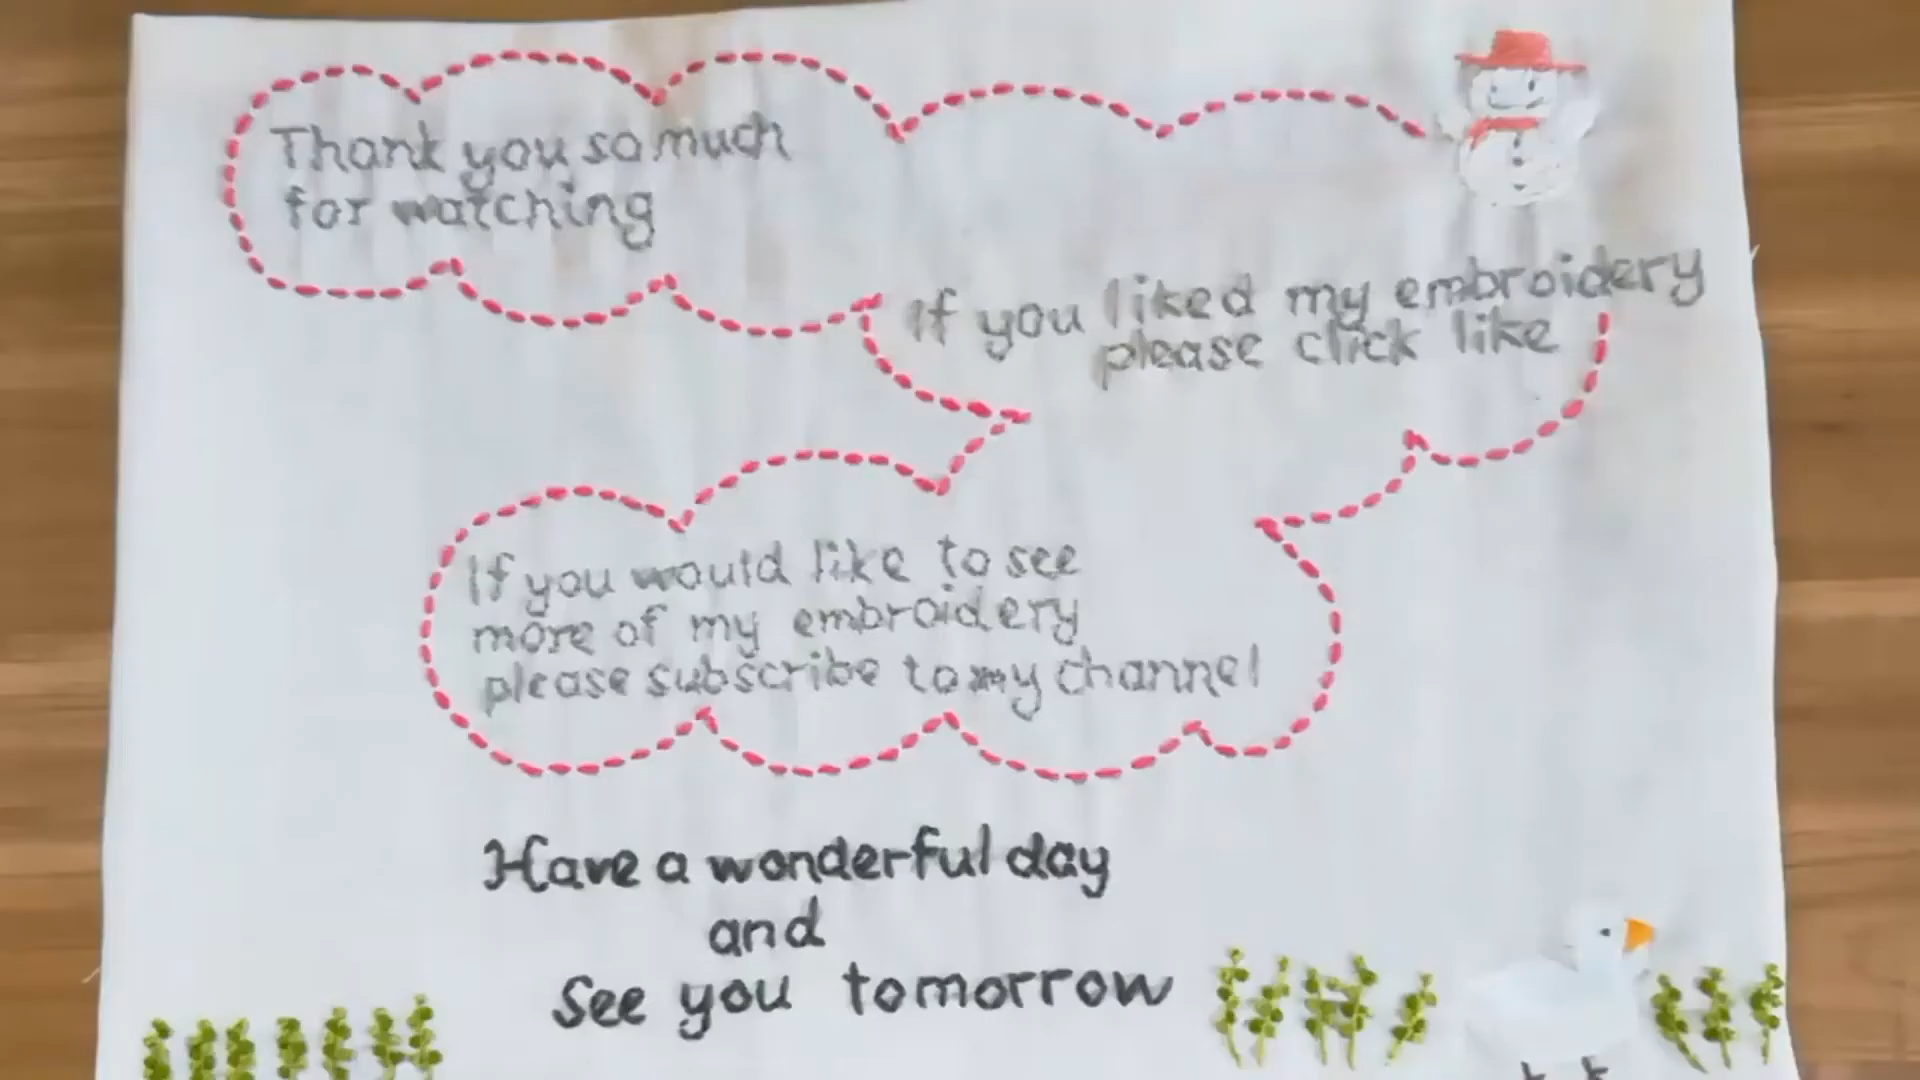 Thank you so much
for watching
If you liked my embroidery
please click like
If you would like to see
more of my embroidery
please subscribe to my channel
Have a wonderful day
and
See you tomorrow